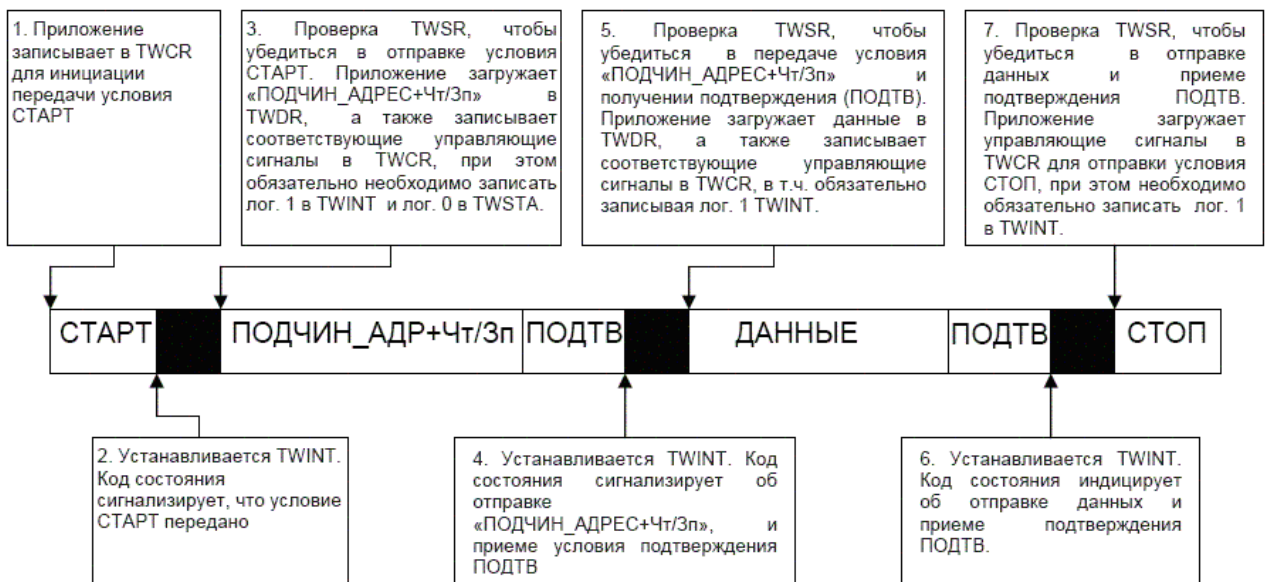 1. Приложение
записывает в TWCR
для инициации
передачи условия
СТАРТ
3. Проверка TWSR, чтобы
убедиться в отправке условия
СТАРТ. Приложение загружает
«ПОДЧИН_АДРЕС+Чт/Зп» в
TWDR, а также записывает
соответствующие управляющие
сигналы в TWCR, при этом
обязательно необходимо записать
лог. 1 в TWINT и лог. 0 в TWSTA.
5. Проверка TWSR, чтобы
убедиться в передаче условия
«ПОДЧИН_АДРЕС+Чт/Зп» и
получении подтверждения (ПОДТВ).
Приложение загружает данные в
TWDR, а также записывает
соответствующие управляющие
сигналы в TWCR, в т.ч. обязательно
записывая лог. 1 TWINT.
7. Проверка TWSR, чтобы
убедиться в отправке
данных и приеме
подтверждения ПОДТВ.
Приложение загружает
управляющие сигналы в
TWCR для отправки условия
СТОП, при этом необходимо
обязательно записать лог. 1
в TWINT.
СТАРТ ПОДЧИН_АДР+Чт/Зп ПОДТВ ДАННЫЕ ПОДТВ СТОП
2. Устанавливается TWINT.
Код состояния
сигнализирует, что условие
СТАРТ передано
4. Устанавливается TWINT. Код
состояния сигнализирует об
отправке
«ПОДЧИН_АДРЕС+Чт/Зп», и
приеме условия подтверждения
ПОДТВ
6. Устанавливается TWINT.
Код состояния индицирует
об отправке данных и
приеме подтверждения
ПОДТВ.